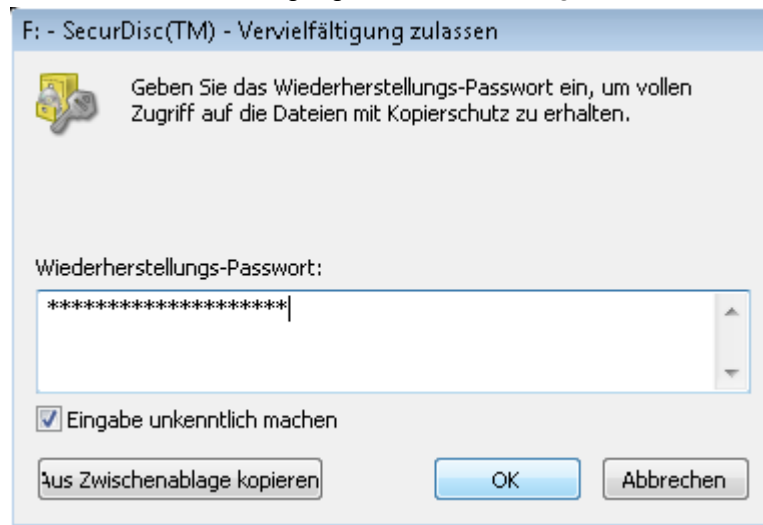 F: - SecurDisc(TM) - Vervielfältigung zulassen
Geben Sie das Wiederherstellungs-Passwort ein, um vollen
Zugriff auf die Dateien mit Kopierschutz zu erhalten.
Wiederherstellungs-Passwort:
********************
Eingabe unkenntlich machen
Aus Zwischenablage kopieren
OK
Abbrechen